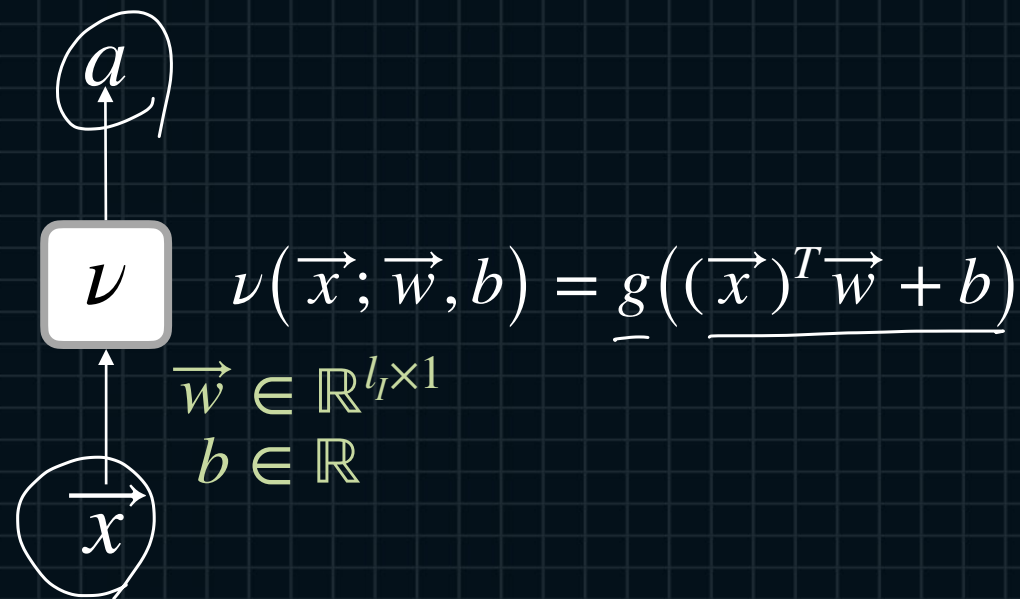 a
ν ν(x⃗; w⃗, b) = g((x⃗)ᵀw⃗ + b)
w⃗ ∈ ℝ^{l_I×1}
b ∈ ℝ
x⃗